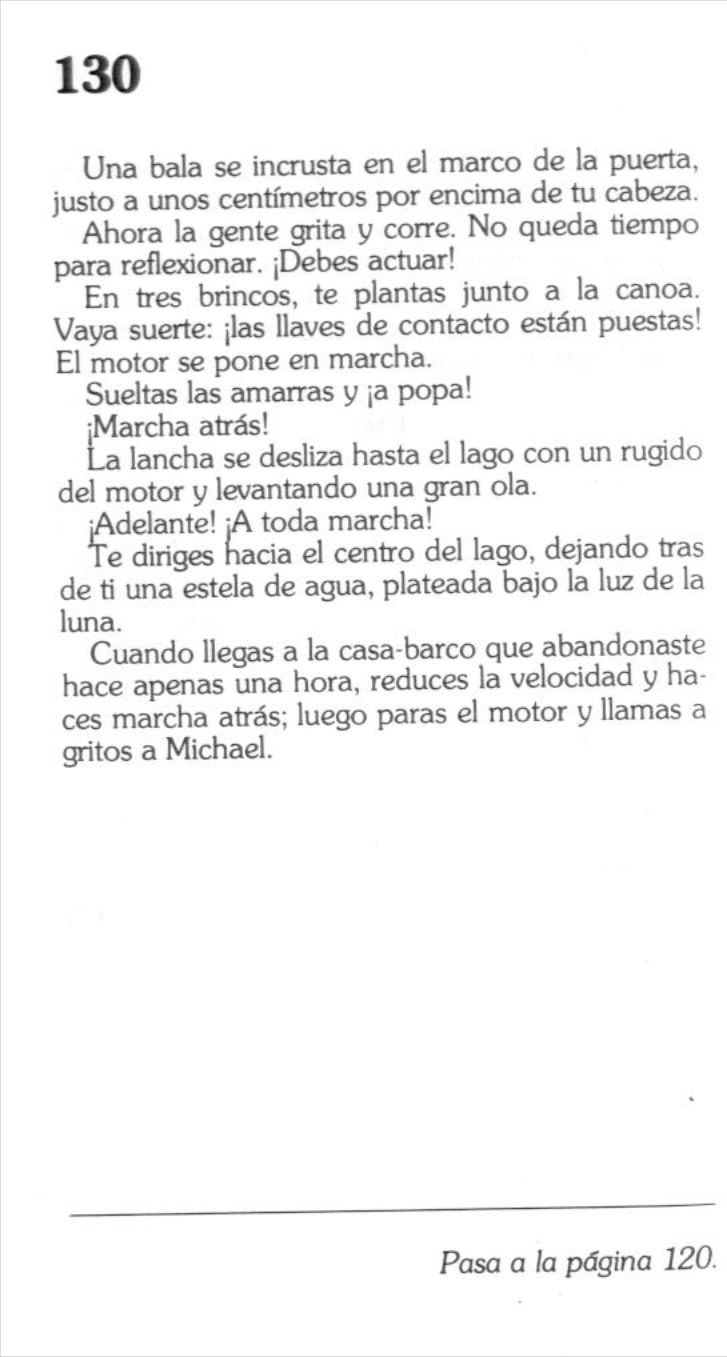 130
Una bala se incrusta en el marco de la puerta,
justo a unos centímetros por encima de tu cabeza.
Ahora la gente grita y corre. No queda tiempo
para reflexionar. ¡Debes actuar!
En tres brincos, te plantas junto a la canoa.
Vaya suerte: ¡las llaves de contacto están puestas!
El motor se pone en marcha.
Sueltas las amarras y ¡a popa!
¡Marcha atrás!
La lancha se desliza hasta el lago con un rugido
del motor y levantando una gran ola.
¡Adelante! ¡A toda marcha!
Te diriges hacia el centro del lago, dejando tras
de ti una estela de agua, plateada bajo la luz de la
luna.
Cuando llegas a la casa-barco que abandonaste
hace apenas una hora, reduces la velocidad y ha-
ces marcha atrás; luego paras el motor y llamas a
gritos a Michael.
Pasa a la página 120.